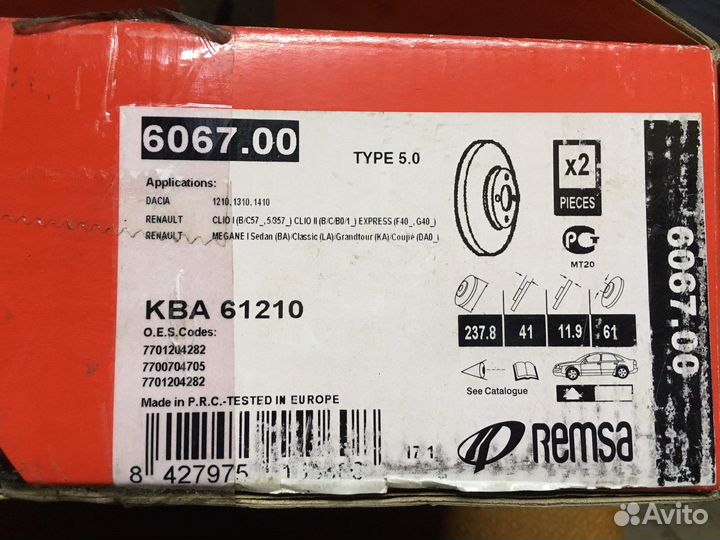 6067.00
TYPE 5.0
x2
PIECES
Applications:
DACIA 1210, 1310, 1410
RENAULT CLIO I (B/C57_, 5/357_) CLIO II (B/C/B0/1_) EXPRESS (F40_, G40_)
RENAULT MEGANE I Sedan (BA)/Classic (LA)/Grandtour (KA)/Coupé (DA0_)
MT20
KBA 61210
237.8 41 11.9 61
O.E.S.Codes:
7701204282
7700704705
7701204282
See Catalogue
Made in P.R.C.-TESTED IN EUROPE
8 427975
17 1
REMSA
6067.00
Avito